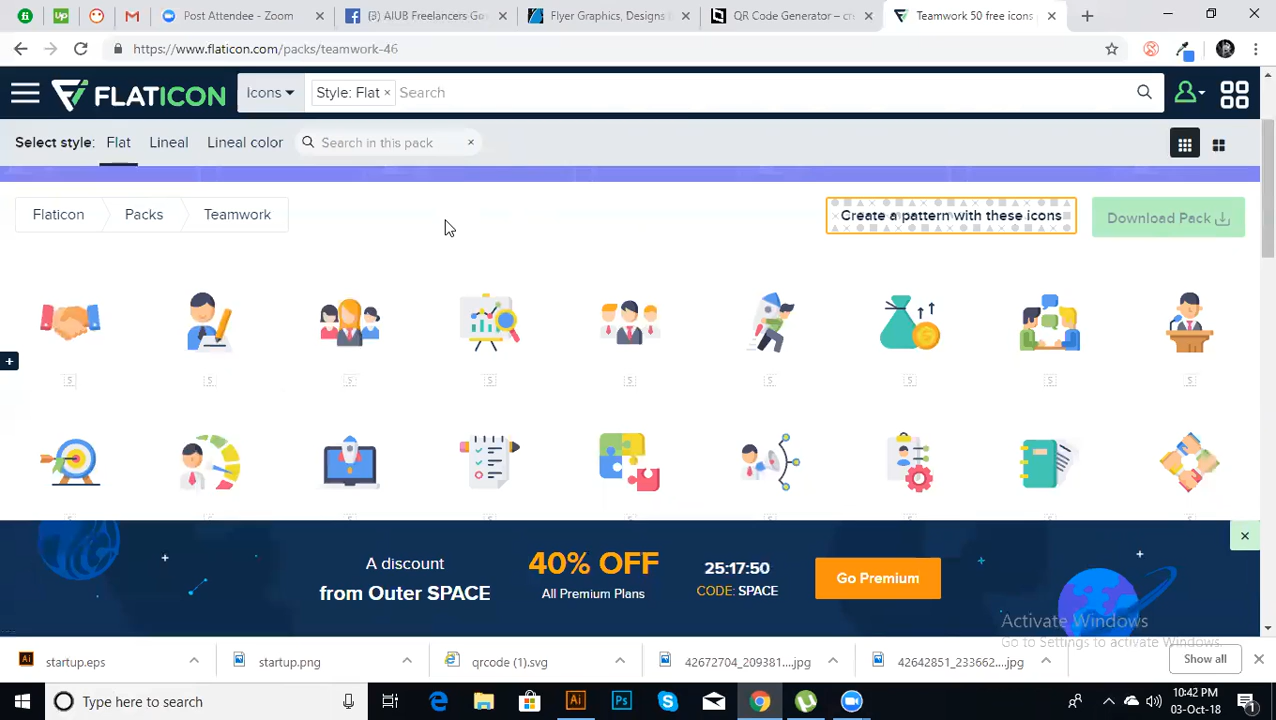 Post Attendee - Zoom
(3) AIUB Freelancers Go
Flyer Graphics, Designs
QR Code Generator – cre
Teamwork 50 free icons
https://www.flaticon.com/packs/teamwork-46
FLATICON
Icons
Style: Flat ×
Search
Select style:
Flat
Lineal
Lineal color
Search in this pack
×
Flaticon
Packs
Teamwork
Create a pattern with these icons
Download Pack
A discount
from Outer SPACE
40% OFF
All Premium Plans
25:17:50
CODE: SPACE
Go Premium
Activate Windows
Go to Settings to activate Windows.
startup.eps
startup.png
qrcode (1).svg
42672704_209381....jpg
42642851_233662....jpg
Show all
Type here to search
10:42 PM
03-Oct-18